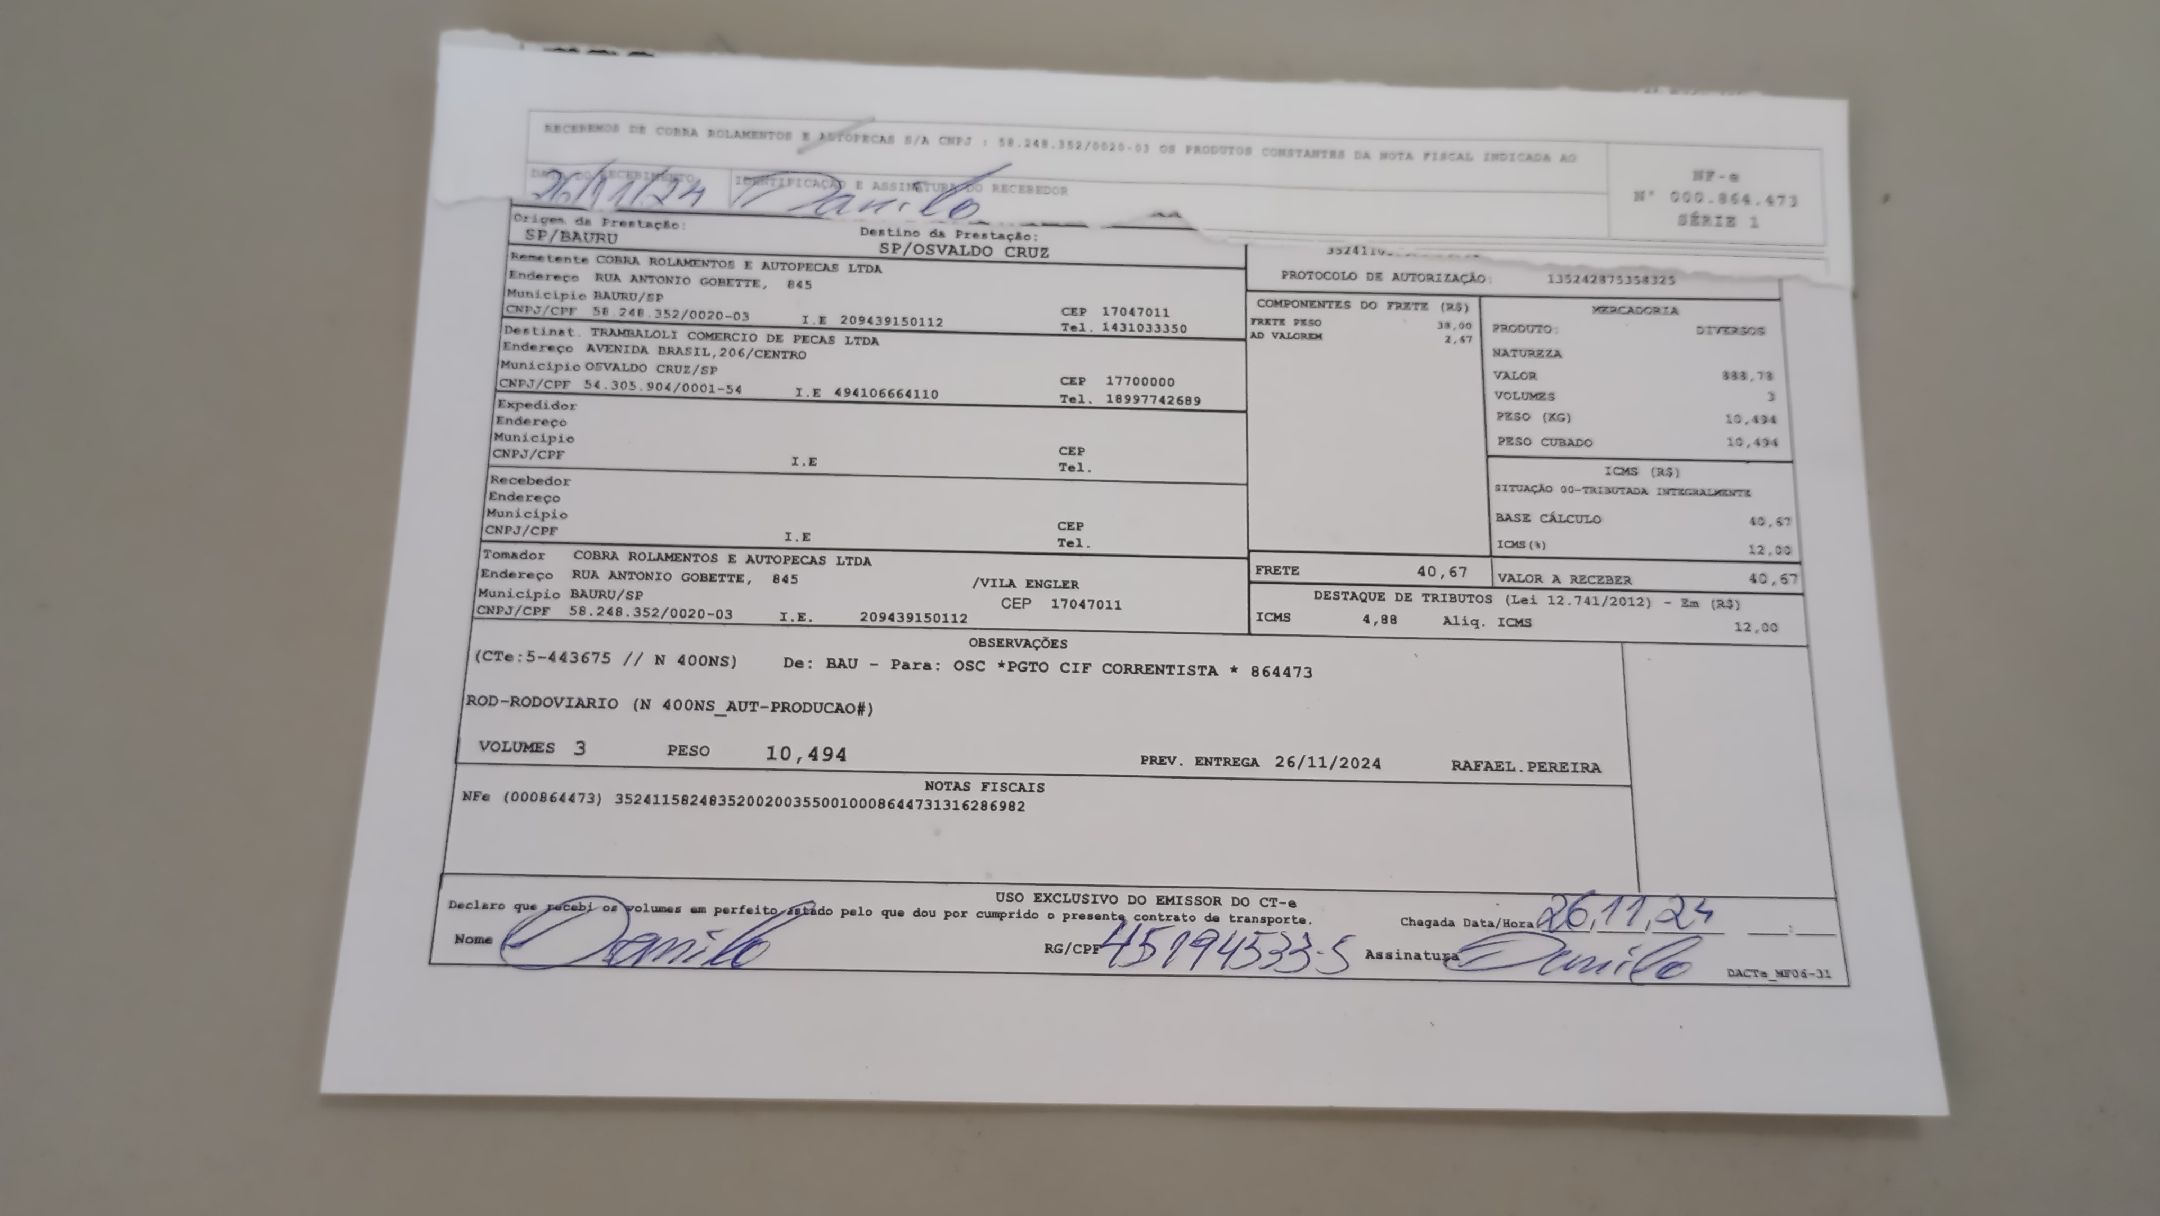 RECEBEMOS DE COBRA ROLAMENTOS E AUTOPECAS S/A CNPJ : 58.248.352/0020-03 OS PRODUTOS CONSTANTES DA NOTA FISCAL INDICADA AO
NF-e
N° 000.864.473
SÉRIE 1
DATA DO RECEBIMENTO
IDENTIFICAÇÃO E ASSINATURA DO RECEBEDOR
26/11/24 Danilo
Origem da Prestação:
SP/BAURU
Destino da Prestação:
SP/OSVALDO CRUZ
PROTOCOLO DE AUTORIZAÇÃO: 135242875358325
Remetente COBRA ROLAMENTOS E AUTOPECAS LTDA
Endereço RUA ANTONIO GOBETTE, 845
Municipio BAURU/SP CEP 17047011
CNPJ/CPF 58.248.352/0020-03 I.E 209439150112 Tel. 1431033350
Destinat. TRAMBALOLI COMERCIO DE PECAS LTDA
Endereço AVENIDA BRASIL,206/CENTRO
Municipio OSVALDO CRUZ/SP CEP 17700000
CNPJ/CPF 54.305.904/0001-54 I.E 494106664110 Tel. 18997742689
Expedidor
Endereço
Municipio CEP
CNPJ/CPF I.E Tel.
Recebedor
Endereço
Municipio CEP
CNPJ/CPF I.E Tel.
Tomador COBRA ROLAMENTOS E AUTOPECAS LTDA
Endereço RUA ANTONIO GOBETTE, 845 /VILA ENGLER
Municipio BAURU/SP CEP 17047011
CNPJ/CPF 58.248.352/0020-03 I.E. 209439150112
COMPONENTES DO FRETE (R$)
FRETE PESO 38,00
AD VALOREM 2,67
FRETE 40,67
MERCADORIA
PRODUTO: DIVERSOS
NATUREZA
VALOR 888,78
VOLUMES 3
PESO (KG) 10,494
PESO CUBADO 10,494
ICMS (R$)
SITUAÇÃO 00-TRIBUTADA INTEGRALMENTE
BASE CÁLCULO 40,67
ICMS(%) 12,00
VALOR A RECEBER 40,67
DESTAQUE DE TRIBUTOS (Lei 12.741/2012) - Em (R$)
ICMS 4,88 Aliq. ICMS 12,00
OBSERVAÇÕES
(CTe:5-443675 // N 400NS) De: BAU - Para: OSC *PGTO CIF CORRENTISTA * 864473
ROD-RODOVIARIO (N 400NS_AUT-PRODUCAO#)
VOLUMES 3 PESO 10,494 PREV. ENTREGA 26/11/2024 RAFAEL.PEREIRA
NOTAS FISCAIS
NFe (000864473) 35241158248352002003550010008644731316286982
USO EXCLUSIVO DO EMISSOR DO CT-e
Declaro que recebi os volumes em perfeito estado pelo que dou por cumprido o presente contrato de transporte. Chegada Data/Hora 26,11,24
Nome Danilo RG/CPF 45194533-5 Assinatura Danilo
DACTe_MF06-31